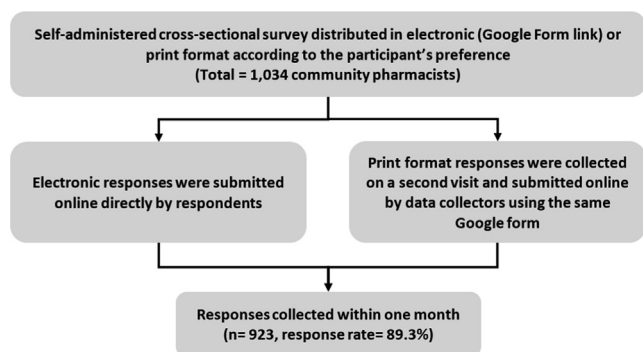 Self-administered cross-sectional survey distributed in electronic (Google Form link) or
print format according to the participant’s preference
(Total = 1,034 community pharmacists)
Electronic responses were submitted
online directly by respondents
Print format responses were collected
on a second visit and submitted online
by data collectors using the same
Google form
Responses collected within one month
(n= 923, response rate= 89.3%)